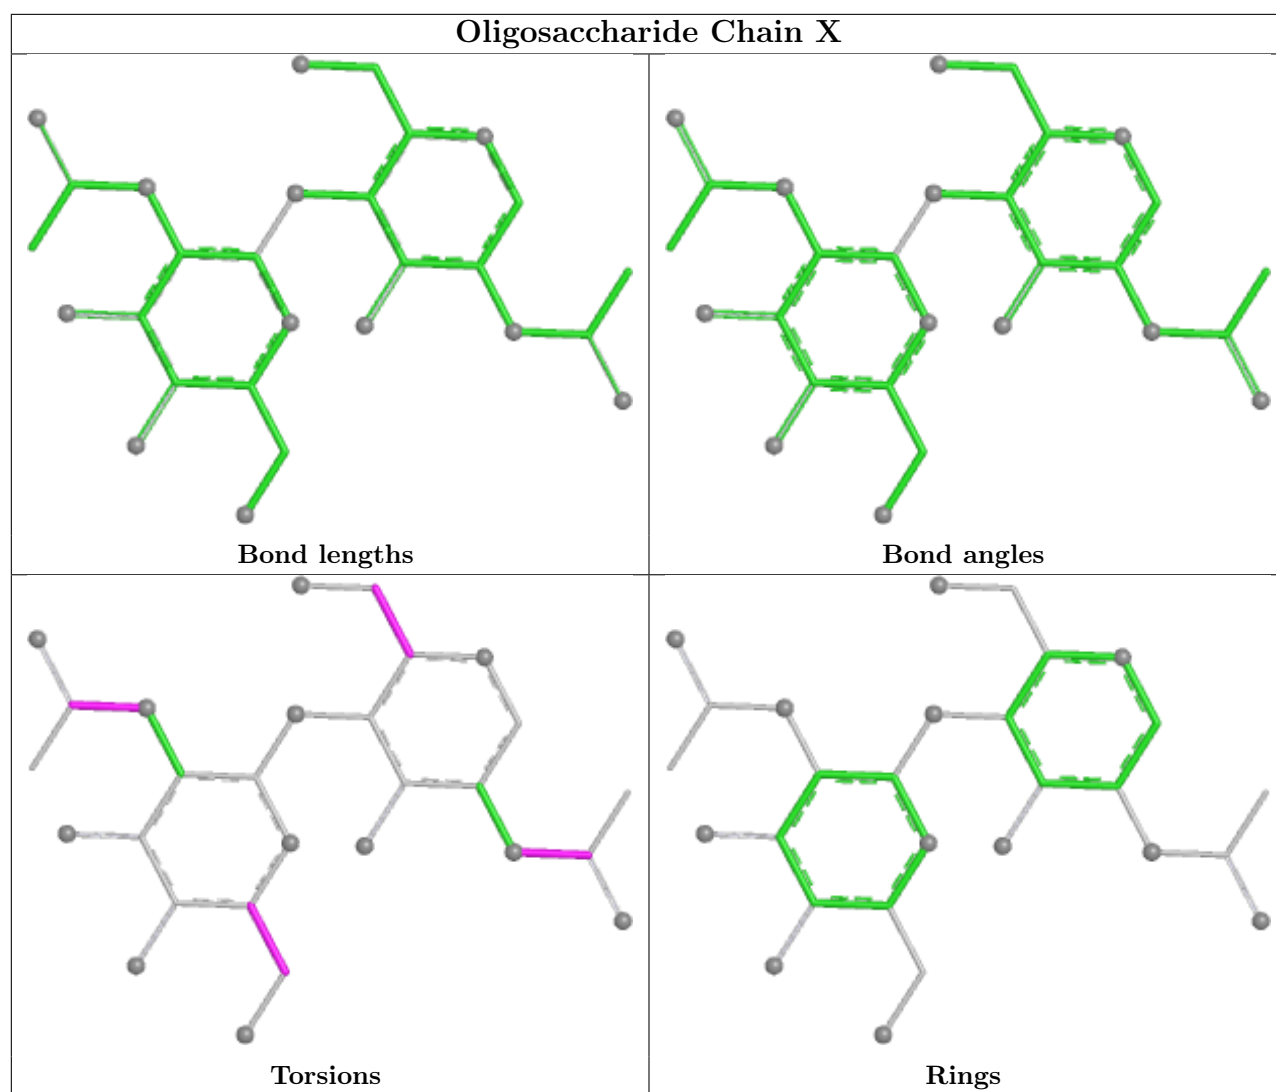 Oligosaccharide Chain X
Bond lengths
Bond angles
Torsions
Rings